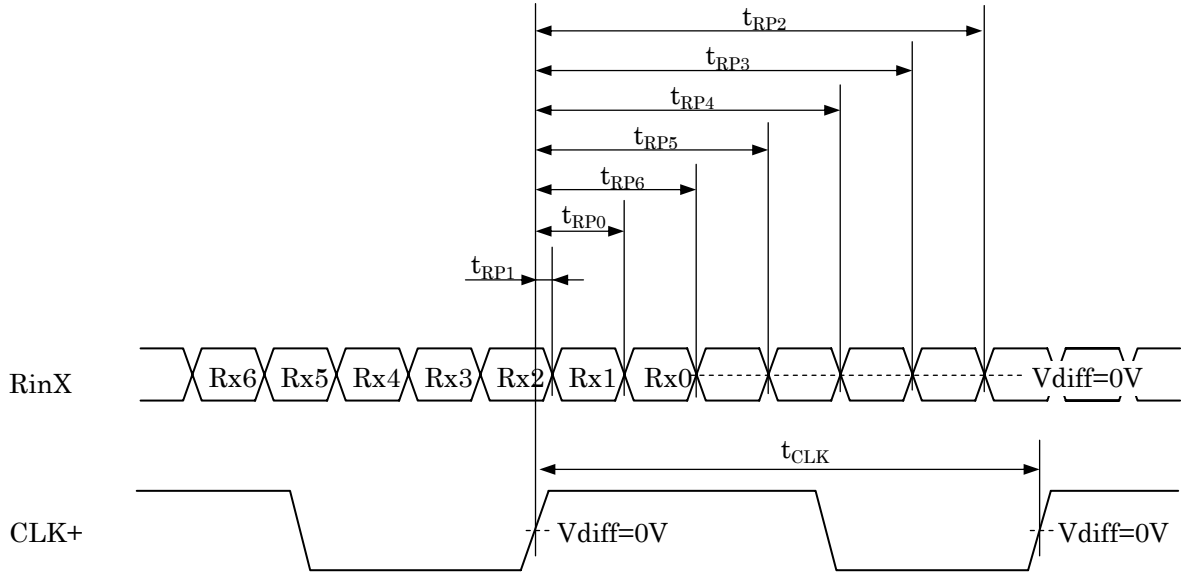 tRP2
tRP3
tRP4
tRP5
tRP6
tRP0
tRP1
RinX Rx6 Rx5 Rx4 Rx3 Rx2 Rx1 Rx0 Vdiff=0V
tCLK
CLK+ Vdiff=0V Vdiff=0V